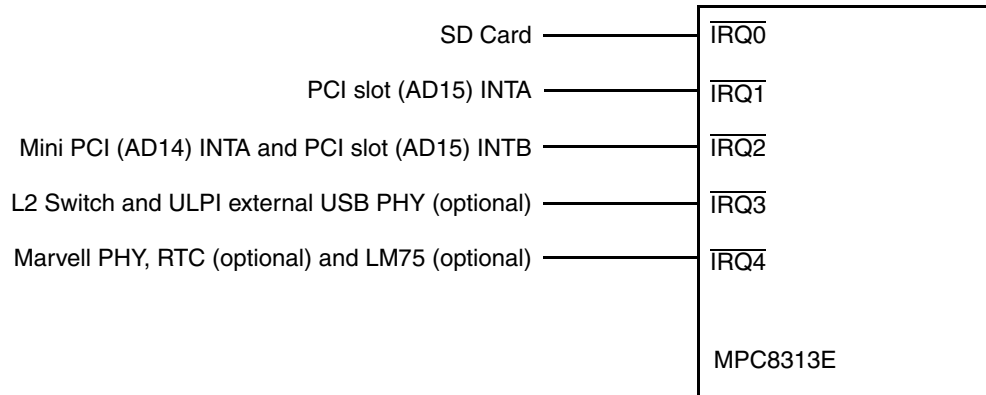 SD Card IRQ0
PCI slot (AD15) INTA IRQ1
Mini PCI (AD14) INTA and PCI slot (AD15) INTB IRQ2
L2 Switch and ULPI external USB PHY (optional) IRQ3
Marvell PHY, RTC (optional) and LM75 (optional) IRQ4
MPC8313E